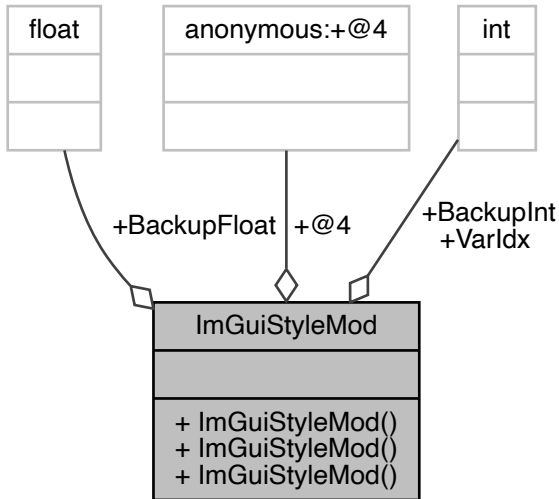 float
anonymous:+@4
int
+BackupFloat
+@4
+BackupInt
+VarIdx
ImGuiStyleMod
+ ImGuiStyleMod()
+ ImGuiStyleMod()
+ ImGuiStyleMod()